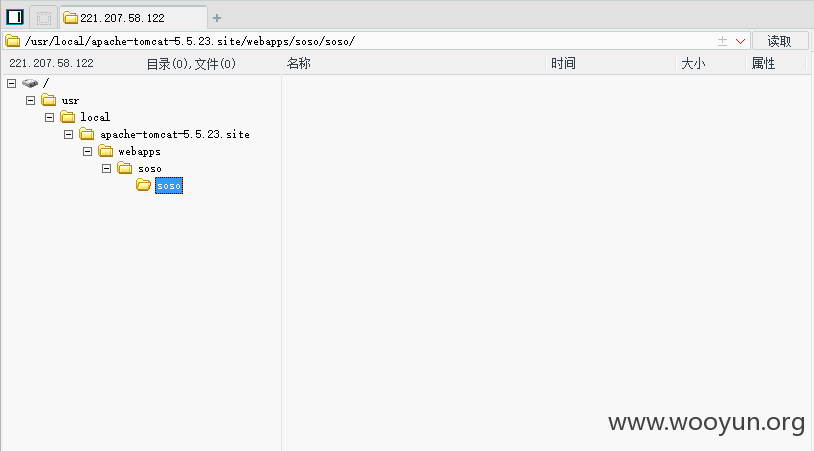 221.207.58.122
/usr/local/apache-tomcat-5.5.23.site/webapps/soso/soso/ 读取
221.207.58.122 目录(0),文件(0) 名称 时间 大小 属性
/
usr
local
apache-tomcat-5.5.23.site
webapps
soso
soso
www.wooyun.org